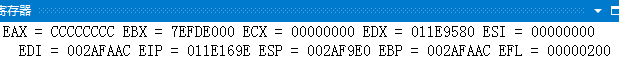 寄存器
EAX = CCCCCCCC EBX = 7EFDE000 ECX = 00000000 EDX = 011E9580 ESI = 00000000
EDI = 002AFAAC EIP = 011E169E ESP = 002AF9E0 EBP = 002AFAAC EFL = 00000200